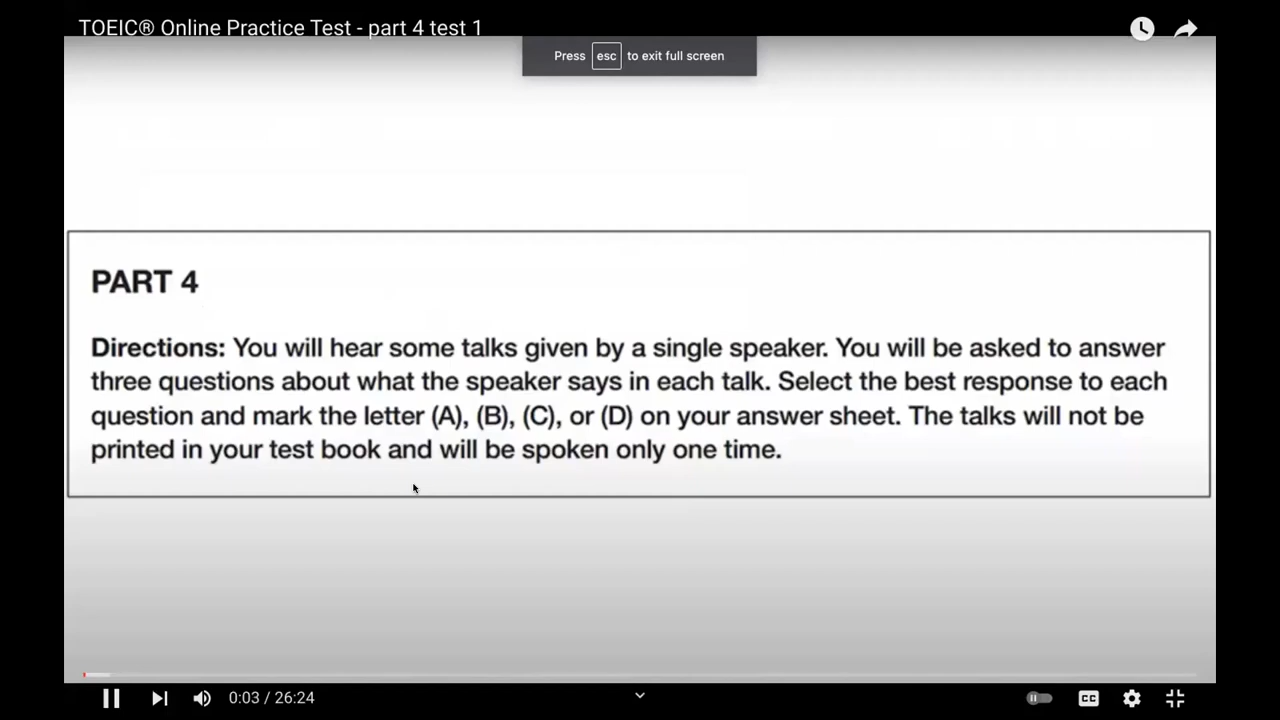 TOEIC® Online Practice Test - part 4 test 1
Press esc to exit full screen
PART 4
Directions: You will hear some talks given by a single speaker. You will be asked to answer
three questions about what the speaker says in each talk. Select the best response to each
question and mark the letter (A), (B), (C), or (D) on your answer sheet. The talks will not be
printed in your test book and will be spoken only one time.
0:03 / 26:24
CC